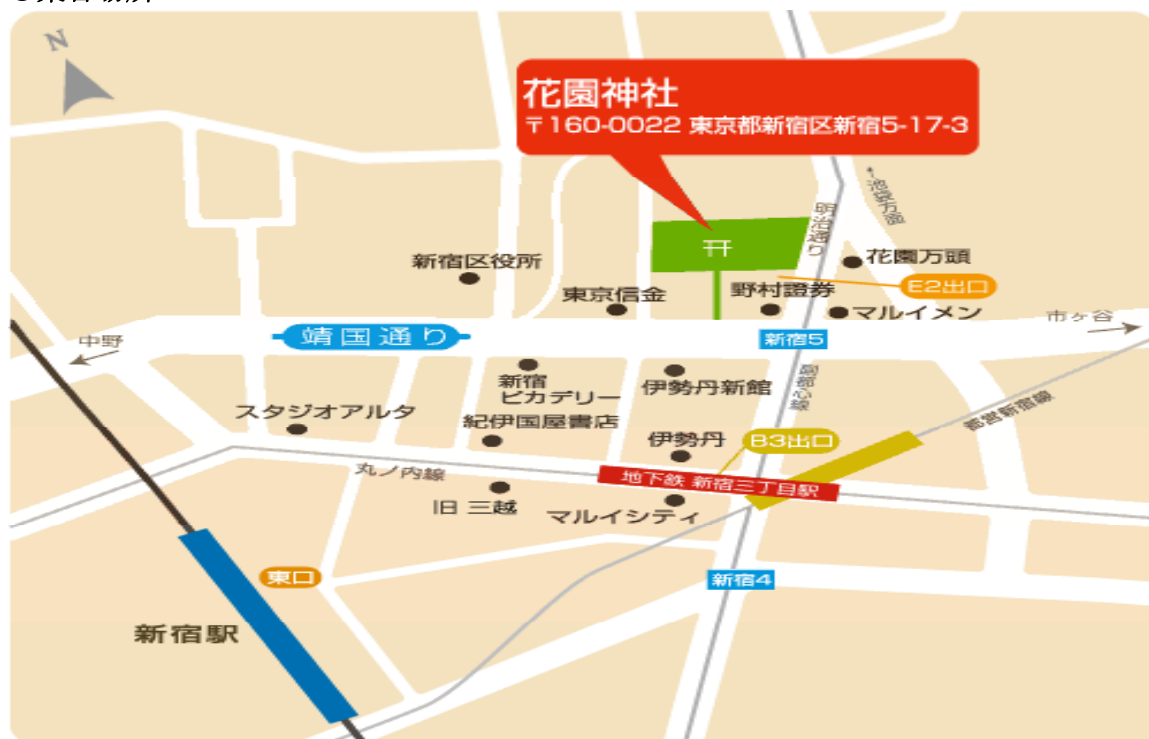 N
花園神社
〒160-0022 東京都新宿区新宿5-17-3
明治通り
花園万頭
新宿区役所
E2出口
東京信金
野村證券
マルイメン
市ヶ谷
中野
靖国通り
新宿5
新宿
ピカデリー
伊勢丹新館
副都心線
都営新宿線
スタジオアルタ
紀伊国屋書店
伊勢丹
B3出口
丸ノ内線
地下鉄 新宿三丁目駅
旧 三越
マルイシティ
東口
新宿4
新宿駅